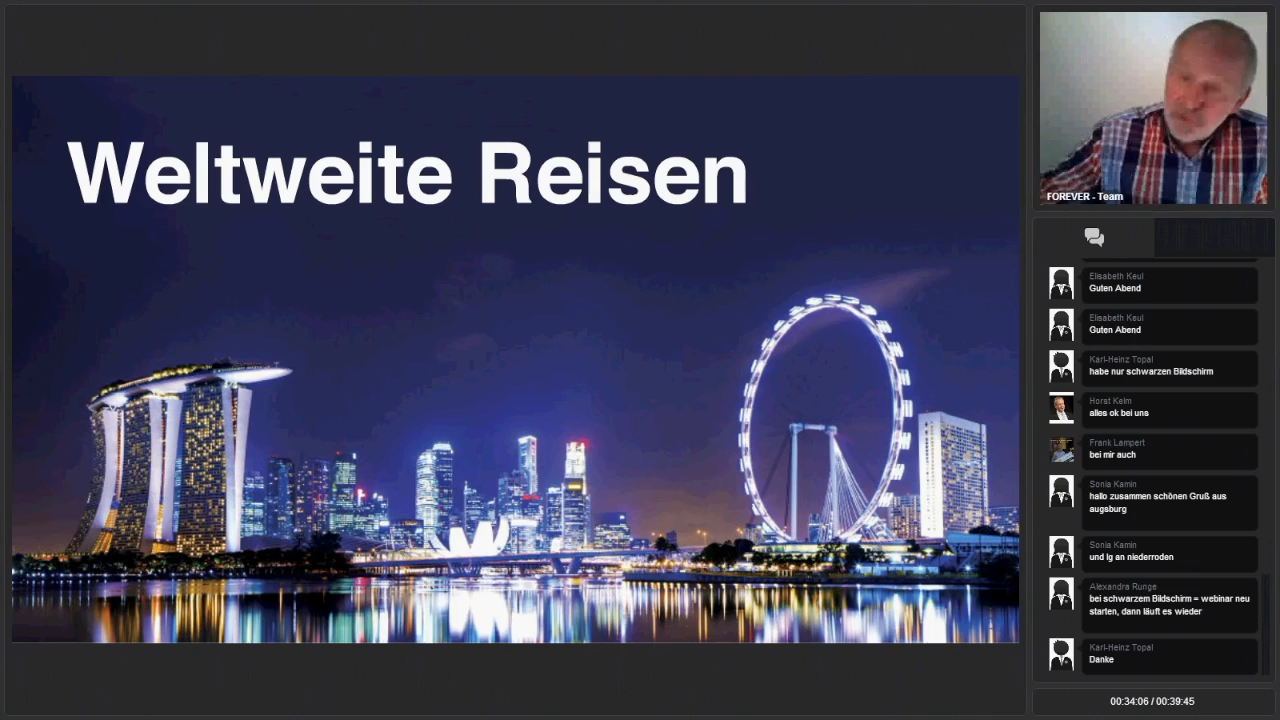 Weltweite Reisen
FOREVER - Team
Elisabeth Keul
Guten Abend
Elisabeth Keul
Guten Abend
Karl-Heinz Topal
habe nur schwarzen Bildschirm
Horst Kelm
alles ok bei uns
Frank Lampert
bei mir auch
Sonia Kamin
hallo zusammen schönen Gruß aus
augsburg
Sonia Kamin
und lg an niederroden
Alexandra Runge
bei schwarzem Bildschirm = webinar neu
starten, dann läuft es wieder
Karl-Heinz Topal
Danke
00:34:06 / 00:39:45